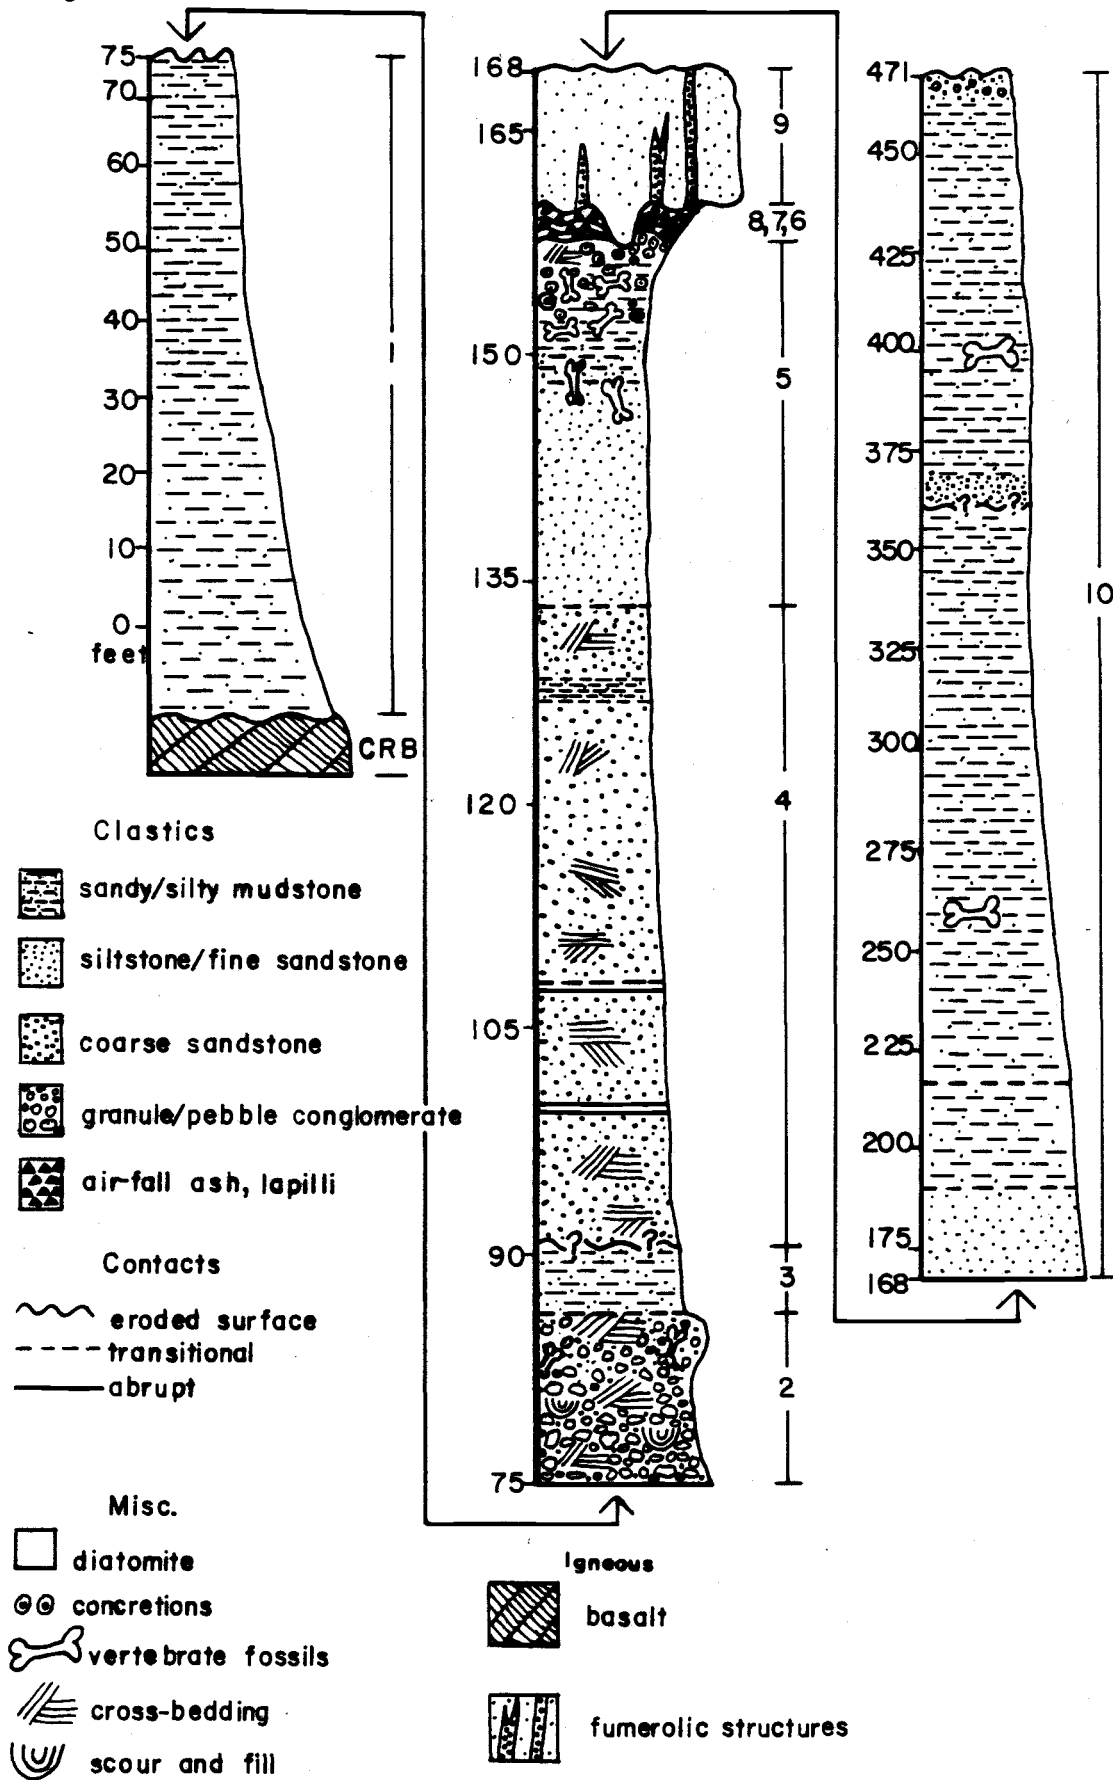 75
70
60
50
40
30
20
10
0
feet
1
CRB
168
165
150
135
120
105
90
75
9
8,7,6
5
4
3
2
? ?
471
450
425
400
375
350
325
300
275
250
225
200
175
168
? ?
10
Clastics
sandy/silty mudstone
siltstone/fine sandstone
coarse sandstone
granule/pebble conglomerate
air-fall ash, lapilli
Contacts
eroded surface
transitional
abrupt
Misc.
diatomite
concretions
vertebrate fossils
cross-bedding
scour and fill
Igneous
basalt
fumerolic structures